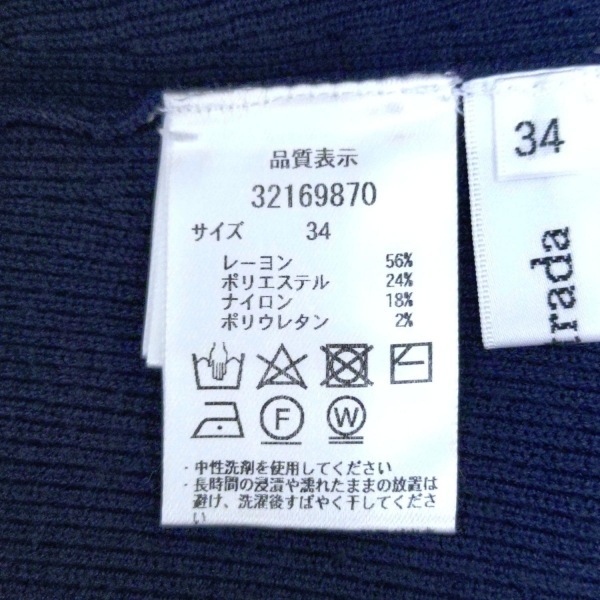 品質表示
32169870
サイズ 34
レーヨン 56%
ポリエステル 24%
ナイロン 18%
ポリウレタン 2%
F
W
・中性洗剤を使用してください
・長時間の浸漬や濡れたままの放置は
避け、洗濯後すばやく干してくださ
い
34
rada